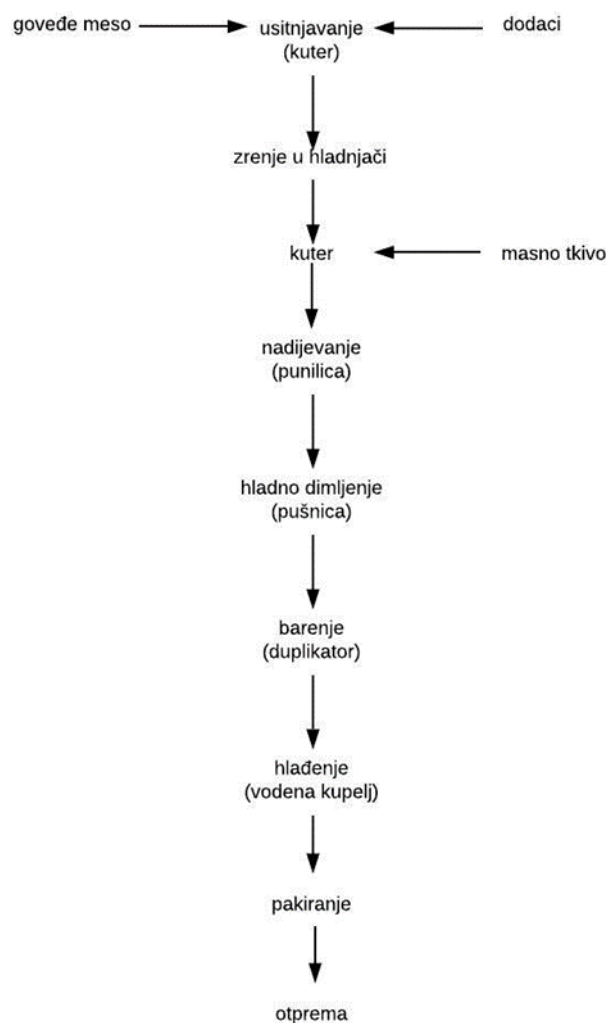 goveđe meso
usitnjavanje
(kuter)
dodaci
zrenje u hladnjači
kuter
masno tkivo
nadijevanje
(punilica)
hladno dimljenje
(pušnica)
barenje
(duplikator)
hlađenje
(vodena kupelj)
pakiranje
otprema